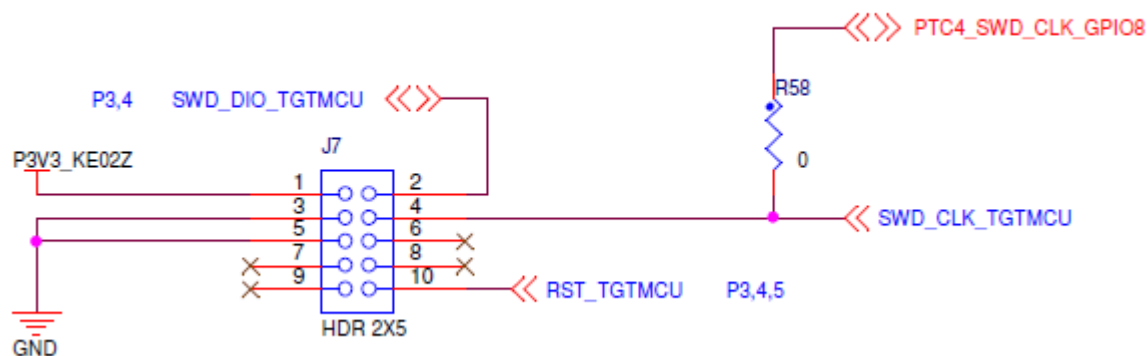 PTC4_SWD_CLK_GPIO8
R58
P3,4 SWD_DIO_TGTMCU
J7
P3V3_KE02Z
0
1 2
3 4
SWD_CLK_TGTMCU
5 6
7 8
9 10
RST_TGTMCU P3,4,5
HDR 2X5
GND